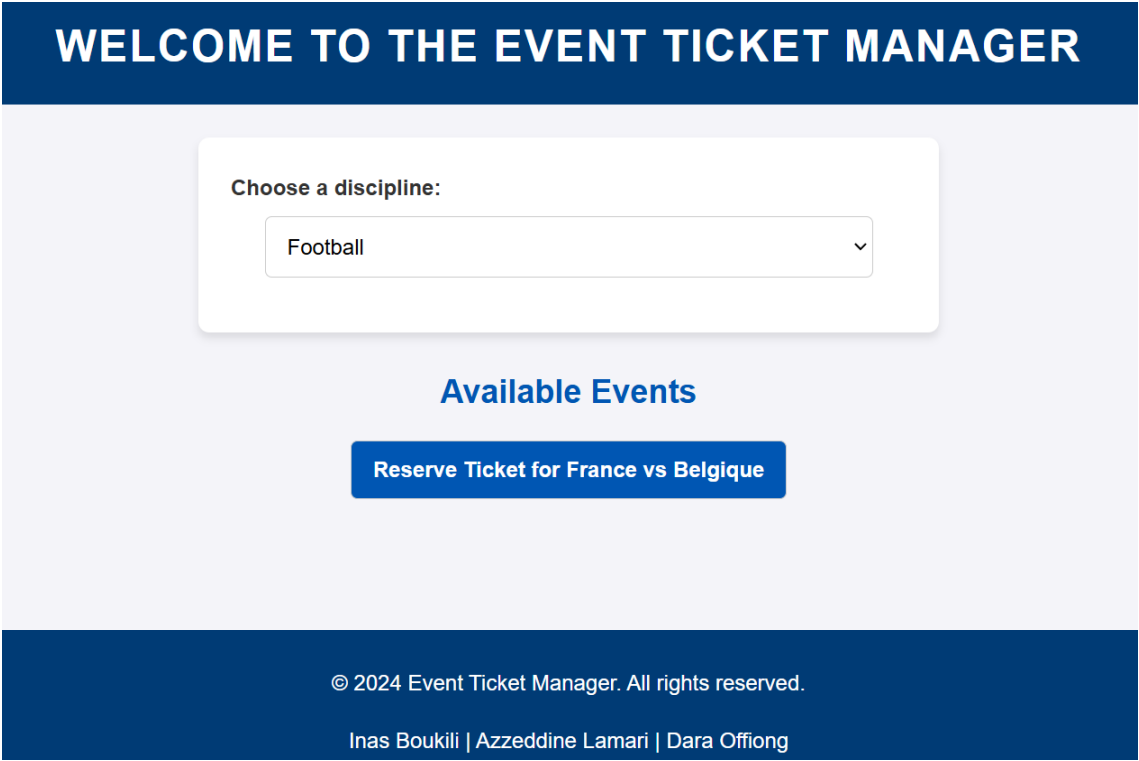 WELCOME TO THE EVENT TICKET MANAGER
Choose a discipline:
Football
Available Events
Reserve Ticket for France vs Belgique
© 2024 Event Ticket Manager. All rights reserved.
Inas Boukili | Azzeddine Lamari | Dara Offiong